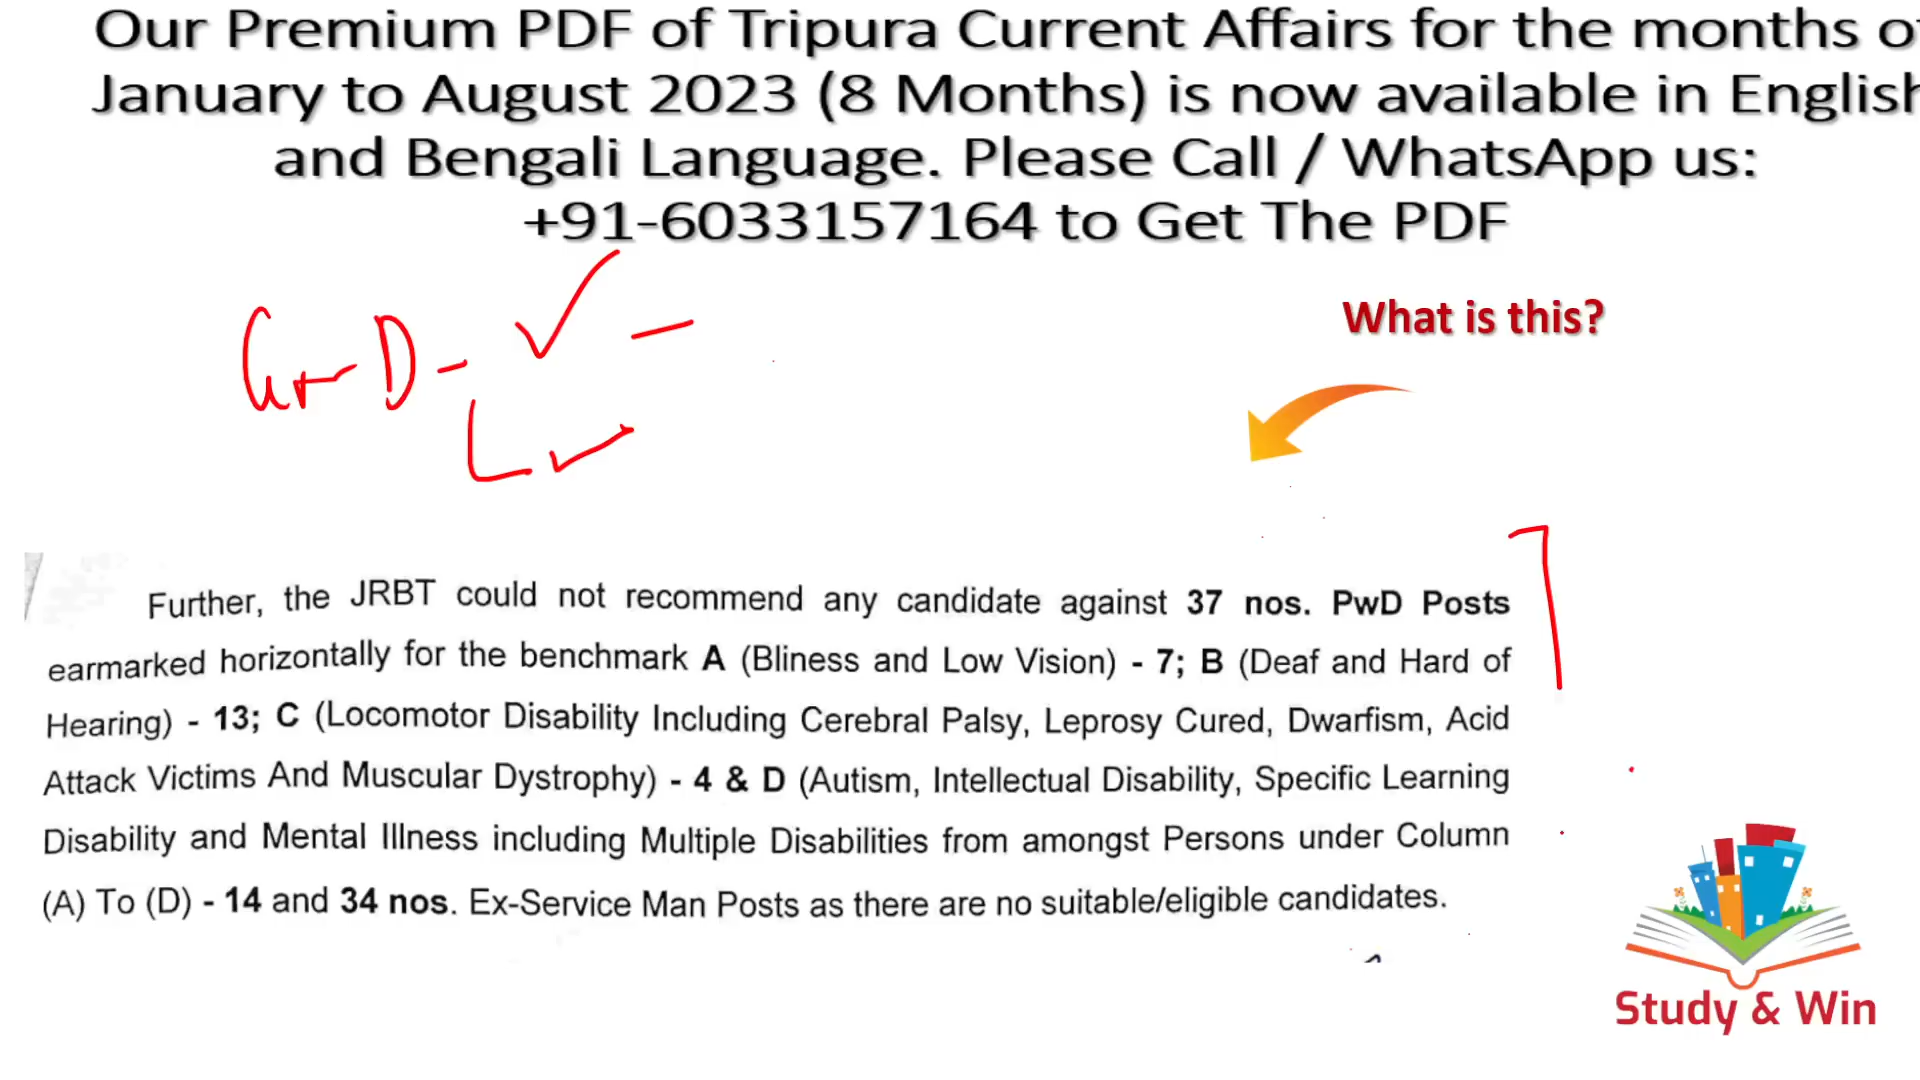 Our Premium PDF of Tripura Current Affairs for the months of
January to August 2023 (8 Months) is now available in English
and Bengali Language. Please Call / WhatsApp us:
+91-6033157164 to Get The PDF
Gr-D-
What is this?
Further, the JRBT could not recommend any candidate against 37 nos. PwD Posts
earmarked horizontally for the benchmark A (Bliness and Low Vision) - 7; B (Deaf and Hard of
Hearing) - 13; C (Locomotor Disability Including Cerebral Palsy, Leprosy Cured, Dwarfism, Acid
Attack Victims And Muscular Dystrophy) - 4 & D (Autism, Intellectual Disability, Specific Learning
Disability and Mental Illness including Multiple Disabilities from amongst Persons under Column
(A) To (D) - 14 and 34 nos. Ex-Service Man Posts as there are no suitable/eligible candidates.
Study & Win